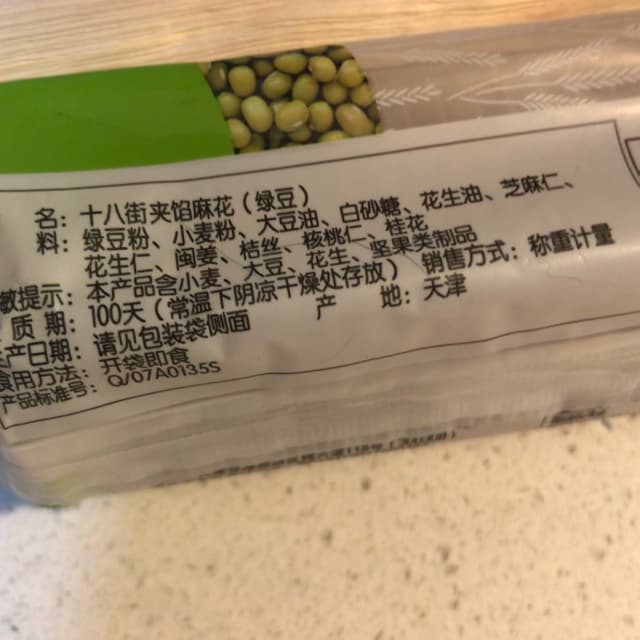 名：十八街夹馅麻花（绿豆）
料：绿豆粉、小麦粉、大豆油、白砂糖、花生油、芝麻仁、
花生仁、闽姜、桔丝、核桃仁、桂花
敏提示：本产品含小麦、大豆、花生、坚果类制品
质 期：100天（常温下阴凉干燥处存放） 销售方式：称重计量
产日期：请见包装袋侧面 产 地：天津
食用方法：开袋即食
产品标准号：Q/07A0135S